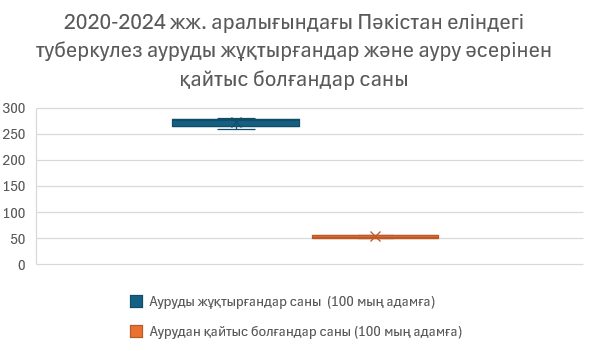 2020-2024 жж. аралығындағы Пәкістан еліндегі
туберкулез ауруды жұқтырғандар және ауру әсерінен
қайтыс болғандар саны
300
250
200
150
100
50
0
Ауруды жұқтырғандар саны (100 мың адамға)
Аурудан қайтыс болғандар саны (100 мың адамға)